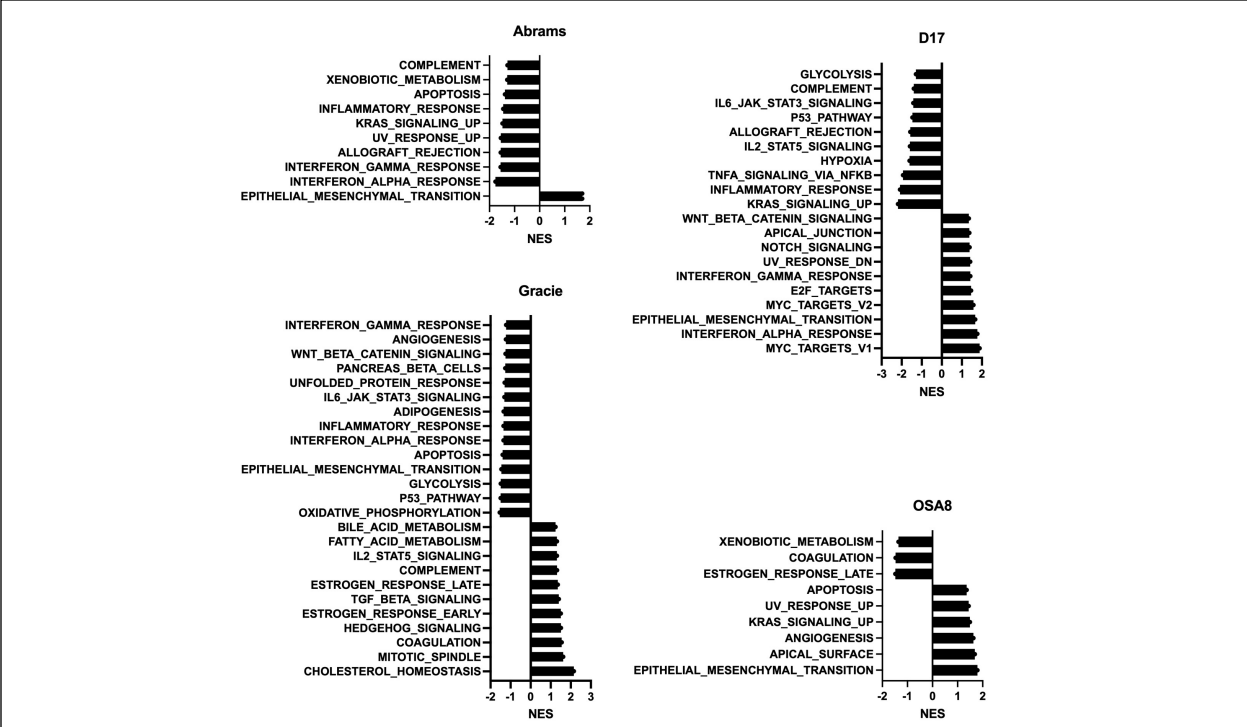 Abrams
COMPLEMENT
XENOBIOTIC_METABOLISM
APOPTOSIS
INFLAMMATORY_RESPONSE
KRAS_SIGNALING_UP
UV_RESPONSE_UP
ALLOGRAFT_REJECTION
INTERFERON_GAMMA_RESPONSE
INTERFERON_ALPHA_RESPONSE
EPITHELIAL_MESENCHYMAL_TRANSITION
-2 -1 0 1 2
NES
D17
GLYCOLYSIS
COMPLEMENT
IL6_JAK_STAT3_SIGNALING
P53_PATHWAY
ALLOGRAFT_REJECTION
IL2_STAT5_SIGNALING
HYPOXIA
TNFA_SIGNALING_VIA_NFKB
INFLAMMATORY_RESPONSE
KRAS_SIGNALING_UP
WNT_BETA_CATENIN_SIGNALING
APICAL_JUNCTION
NOTCH_SIGNALING
UV_RESPONSE_DN
INTERFERON_GAMMA_RESPONSE
E2F_TARGETS
MYC_TARGETS_V2
EPITHELIAL_MESENCHYMAL_TRANSITION
INTERFERON_ALPHA_RESPONSE
MYC_TARGETS_V1
-3 -2 -1 0 1 2
NES
Gracie
INTERFERON_GAMMA_RESPONSE
ANGIOGENESIS
WNT_BETA_CATENIN_SIGNALING
PANCREAS_BETA_CELLS
UNFOLDED_PROTEIN_RESPONSE
IL6_JAK_STAT3_SIGNALING
ADIPOGENESIS
INFLAMMATORY_RESPONSE
INTERFERON_ALPHA_RESPONSE
APOPTOSIS
EPITHELIAL_MESENCHYMAL_TRANSITION
GLYCOLYSIS
P53_PATHWAY
OXIDATIVE_PHOSPHORYLATION
BILE_ACID_METABOLISM
FATTY_ACID_METABOLISM
IL2_STAT5_SIGNALING
COMPLEMENT
ESTROGEN_RESPONSE_LATE
TGF_BETA_SIGNALING
ESTROGEN_RESPONSE_EARLY
HEDGEHOG_SIGNALING
COAGULATION
MITOTIC_SPINDLE
CHOLESTEROL_HOMEOSTASIS
-2 -1 0 1 2 3
NES
OSA8
XENOBIOTIC_METABOLISM
COAGULATION
ESTROGEN_RESPONSE_LATE
APOPTOSIS
UV_RESPONSE_UP
KRAS_SIGNALING_UP
ANGIOGENESIS
APICAL_SURFACE
EPITHELIAL_MESENCHYMAL_TRANSITION
-2 -1 0 1 2
NES